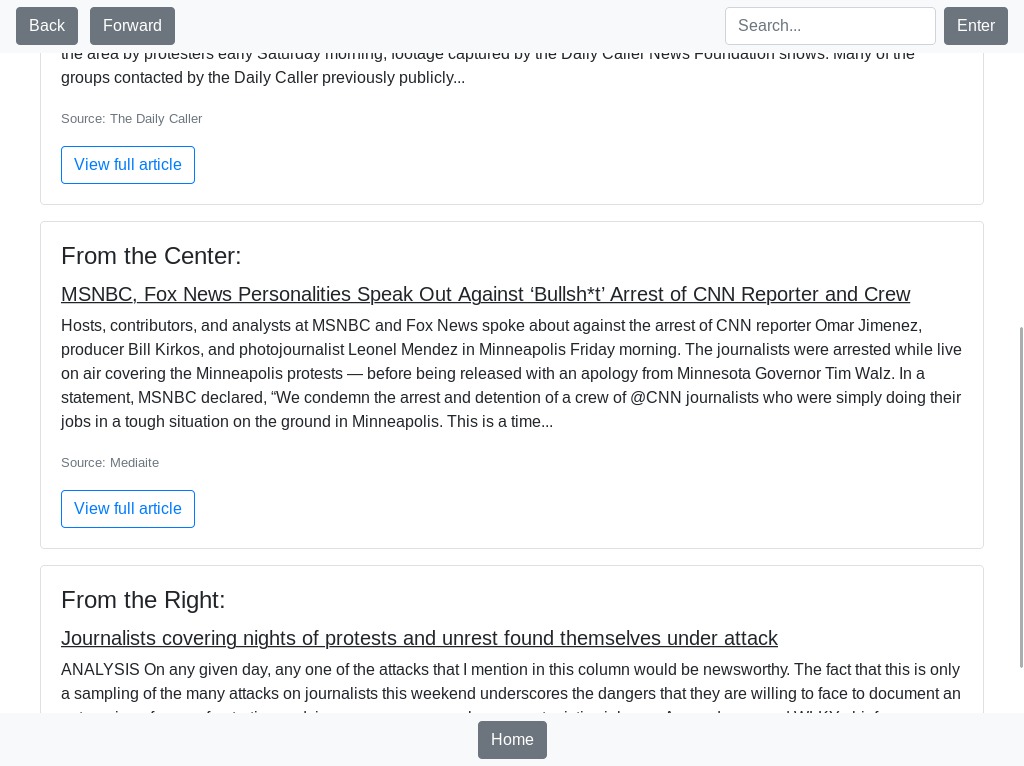 Back Forward Search... Enter
the area by protesters early Saturday morning, footage captured by the Daily Caller News Foundation shows. Many of the
groups contacted by the Daily Caller previously publicly...
Source: The Daily Caller
View full article
From the Center:
MSNBC, Fox News Personalities Speak Out Against ‘Bullsh*t’ Arrest of CNN Reporter and Crew
Hosts, contributors, and analysts at MSNBC and Fox News spoke about against the arrest of CNN reporter Omar Jimenez,
producer Bill Kirkos, and photojournalist Leonel Mendez in Minneapolis Friday morning. The journalists were arrested while live
on air covering the Minneapolis protests — before being released with an apology from Minnesota Governor Tim Walz. In a
statement, MSNBC declared, “We condemn the arrest and detention of a crew of @CNN journalists who were simply doing their
jobs in a tough situation on the ground in Minneapolis. This is a time...
Source: Mediaite
View full article
From the Right:
Journalists covering nights of protests and unrest found themselves under attack
ANALYSIS On any given day, any one of the attacks that I mention in this column would be newsworthy. The fact that this is only
a sampling of the many attacks on journalists this weekend underscores the dangers that they are willing to face to document an
Home